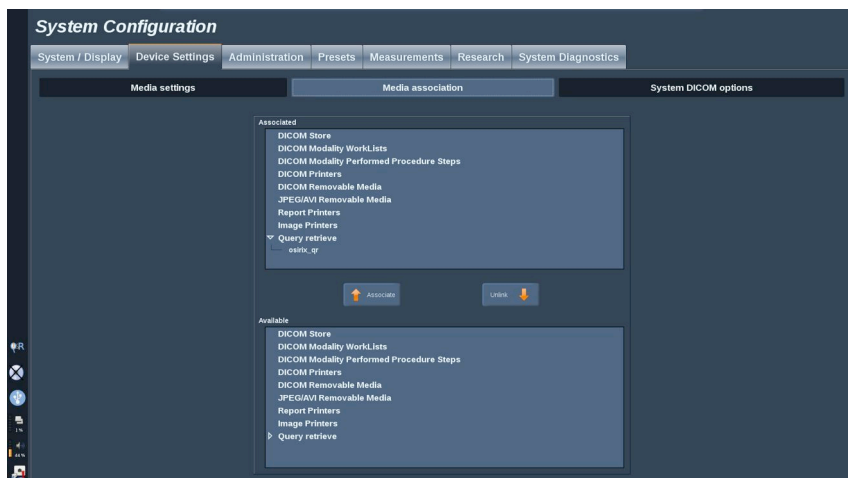 System Configuration
System / Display Device Settings Administration Presets Measurements Research System Diagnostics
Media settings Media association System DICOM options
Associated
DICOM Store
DICOM Modality WorkLists
DICOM Modality Performed Procedure Steps
DICOM Printers
DICOM Removable Media
JPEG/AVI Removable Media
Report Printers
Image Printers
Query retrieve
osirix_qr
Associate Unlink
Available
DICOM Store
DICOM Modality WorkLists
DICOM Modality Performed Procedure Steps
DICOM Printers
DICOM Removable Media
JPEG/AVI Removable Media
Report Printers
Image Printers
Query retrieve
R
1%
44%